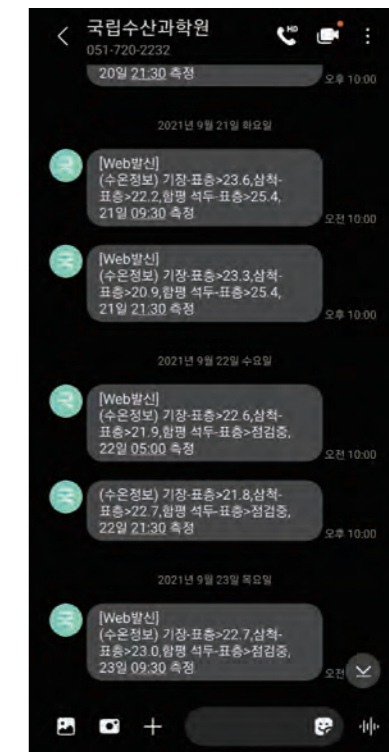 국립수산과학원
051-720-2232
HD
20일 21:30 측정
오후 10:00
2021년 9월 21일 화요일
국
[Web발신]
(수온정보) 기장-표층>23.6,삼척-
표층>22.2,함평 석두-표층>25.4,
21일 09:30 측정
오전 10:00
국
[Web발신]
(수온정보) 기장-표층>23.3,삼척-
표층>20.9,함평 석두-표층>25.4,
21일 21:30 측정
오후 10:00
2021년 9월 22일 수요일
국
[Web발신]
(수온정보) 기장-표층>22.6,삼척-
표층>21.9,함평 석두-표층>점검중,
22일 05:00 측정
오전 10:00
국
(수온정보) 기장-표층>21.8,삼척-
표층>22.7,함평 석두-표층>점검중,
22일 21:30 측정
오후 10:00
2021년 9월 23일 목요일
국
[Web발신]
(수온정보) 기장-표층>22.7,삼척-
표층>23.0,함평 석두-표층>점검중,
23일 09:30 측정
오전